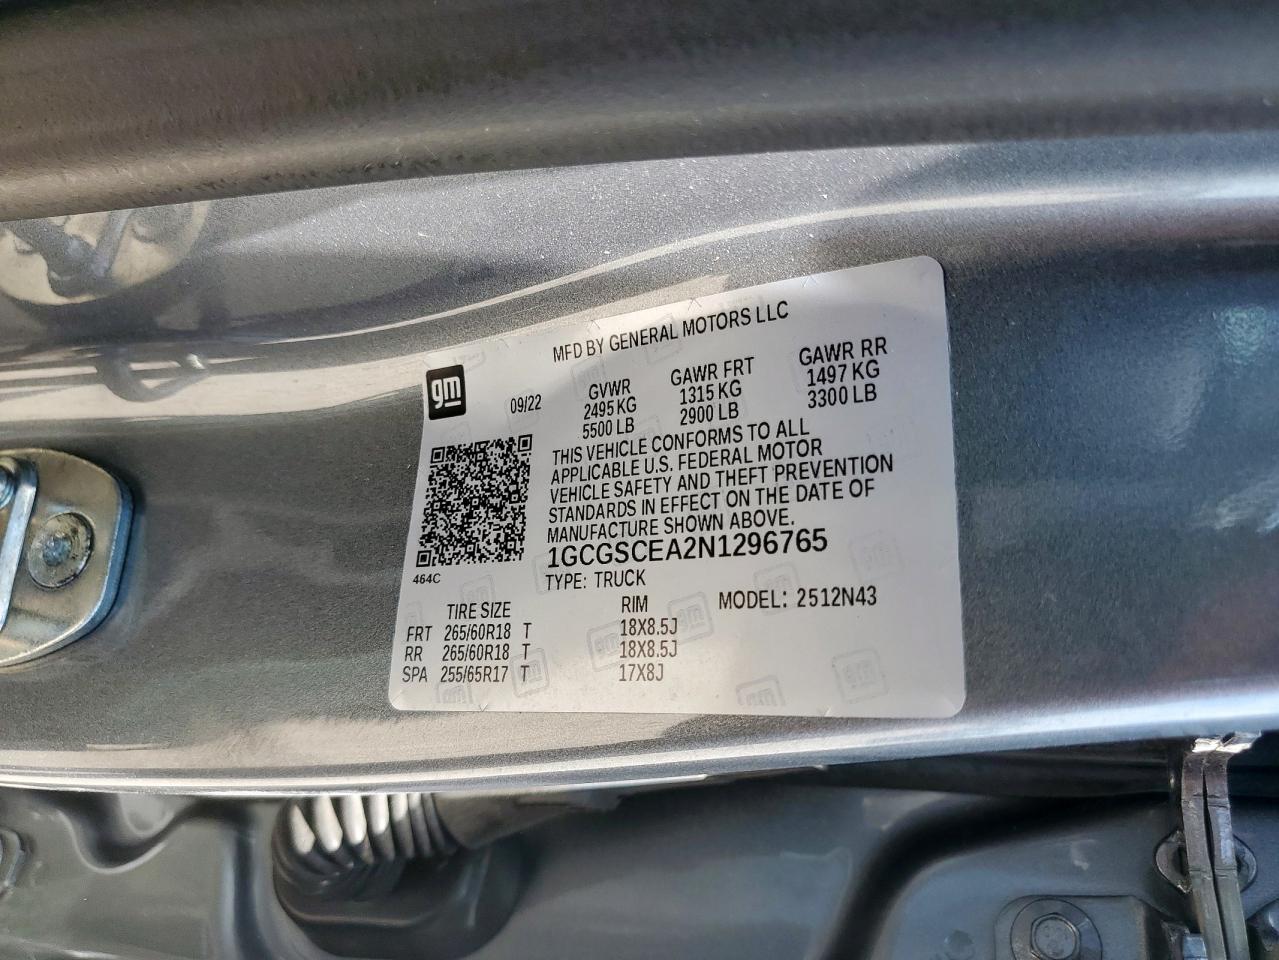 MFD BY GENERAL MOTORS LLC
gm
09/22
GVWR GAWR FRT GAWR RR
2495 KG 1315 KG 1497 KG
5500 LB 2900 LB 3300 LB
THIS VEHICLE CONFORMS TO ALL
APPLICABLE U.S. FEDERAL MOTOR
VEHICLE SAFETY AND THEFT PREVENTION
STANDARDS IN EFFECT ON THE DATE OF
MANUFACTURE SHOWN ABOVE.
1GCGSCEA2N1296765
464C
TYPE: TRUCK
TIRE SIZE RIM MODEL: 2512N43
FRT 265/60R18 T 18X8.5J
RR 265/60R18 T 18X8.5J
SPA 255/65R17 T 17X8J